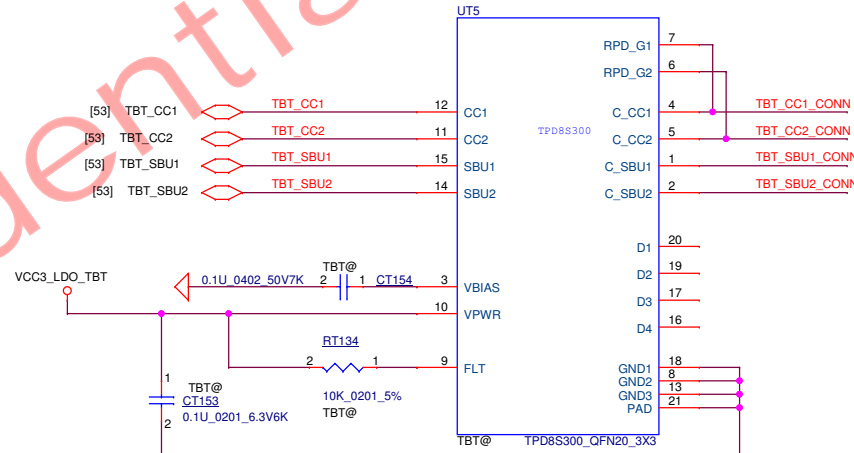 UT5
RPD_G1 7
RPD_G2 6
[53] TBT_CC1 TBT_CC1 12 CC1 C_CC1 4 TBT_CC1_CONN
[53] TBT_CC2 TBT_CC2 11 CC2 TPD8S300 C_CC2 5 TBT_CC2_CONN
[53] TBT_SBU1 TBT_SBU1 15 SBU1 C_SBU1 1 TBT_SBU1_CONN
[53] TBT_SBU2 TBT_SBU2 14 SBU2 C_SBU2 2 TBT_SBU2_CONN
D1 20
D2 19
D3 17
D4 16
VCC3_LDO_TBT
TBT@
0.1U_0402_50V7K 2 1 CT154 3 VBIAS
10 VPWR
RT134
2 1 9 FLT
10K_0201_5%
TBT@
1
TBT@
CT153
0.1U_0201_6.3V6K
2
GND1 18
GND2 8
GND3 13
PAD 21
TBT@ TPD8S300_QFN20_3X3